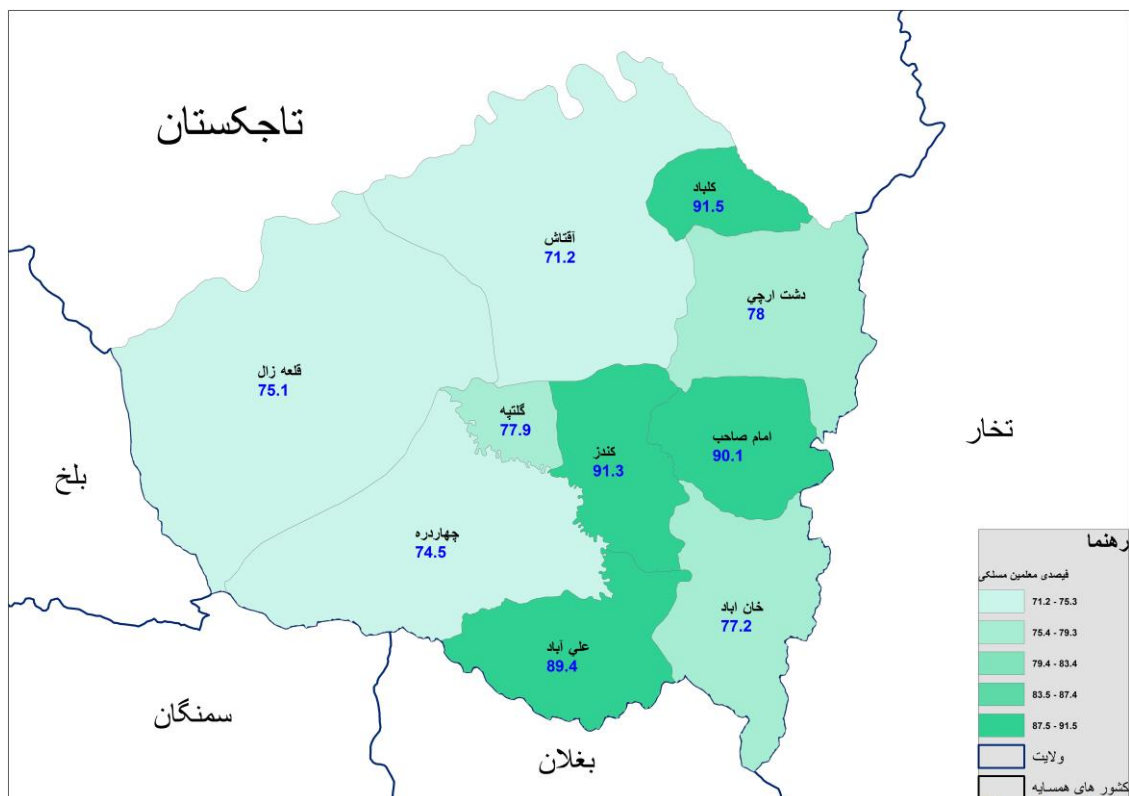 تاجکستان
کلباد
91.5
آقتاش
71.2
دشت ارچي
78
قلعه زال
75.1
گلتپه
77.9
امام صاحب
90.1
کندز
91.3
تخار
بلخ
چهاردره
74.5
خان اباد
77.2
علي آباد
89.4
سمنگان
بغلان
رهنما
فیصدی معلمین مسلکی
71.2 - 75.3
75.4 - 79.3
79.4 - 83.4
83.5 - 87.4
87.5 - 91.5
ولایت
کشور های همسایه